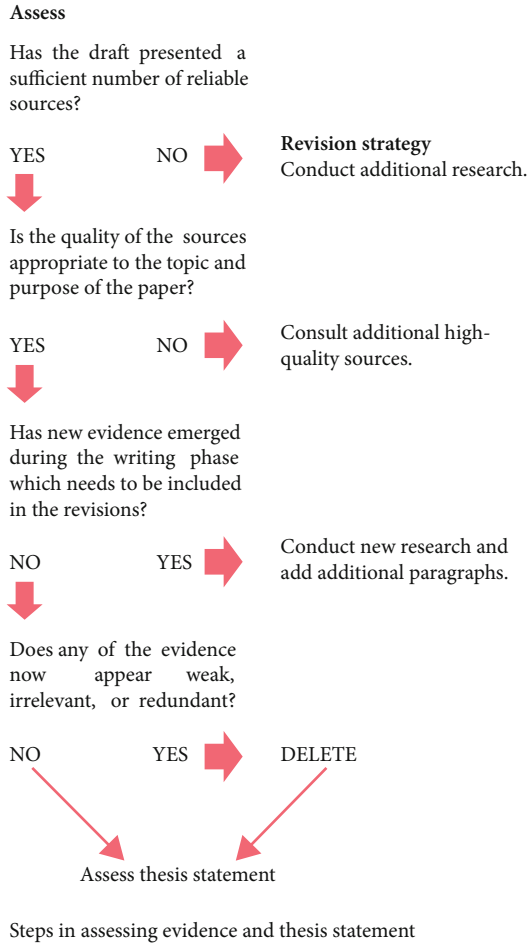 Assess
Has the draft presented a
sufficient number of reliable
sources?
YES NO Revision strategy
Conduct additional research.
Is the quality of the sources
appropriate to the topic and
purpose of the paper?
YES NO Consult additional high-
quality sources.
Has new evidence emerged
during the writing phase
which needs to be included
in the revisions?
NO YES Conduct new research and
add additional paragraphs.
Does any of the evidence
now appear weak,
irrelevant, or redundant?
NO YES DELETE
Assess thesis statement
Steps in assessing evidence and thesis statement